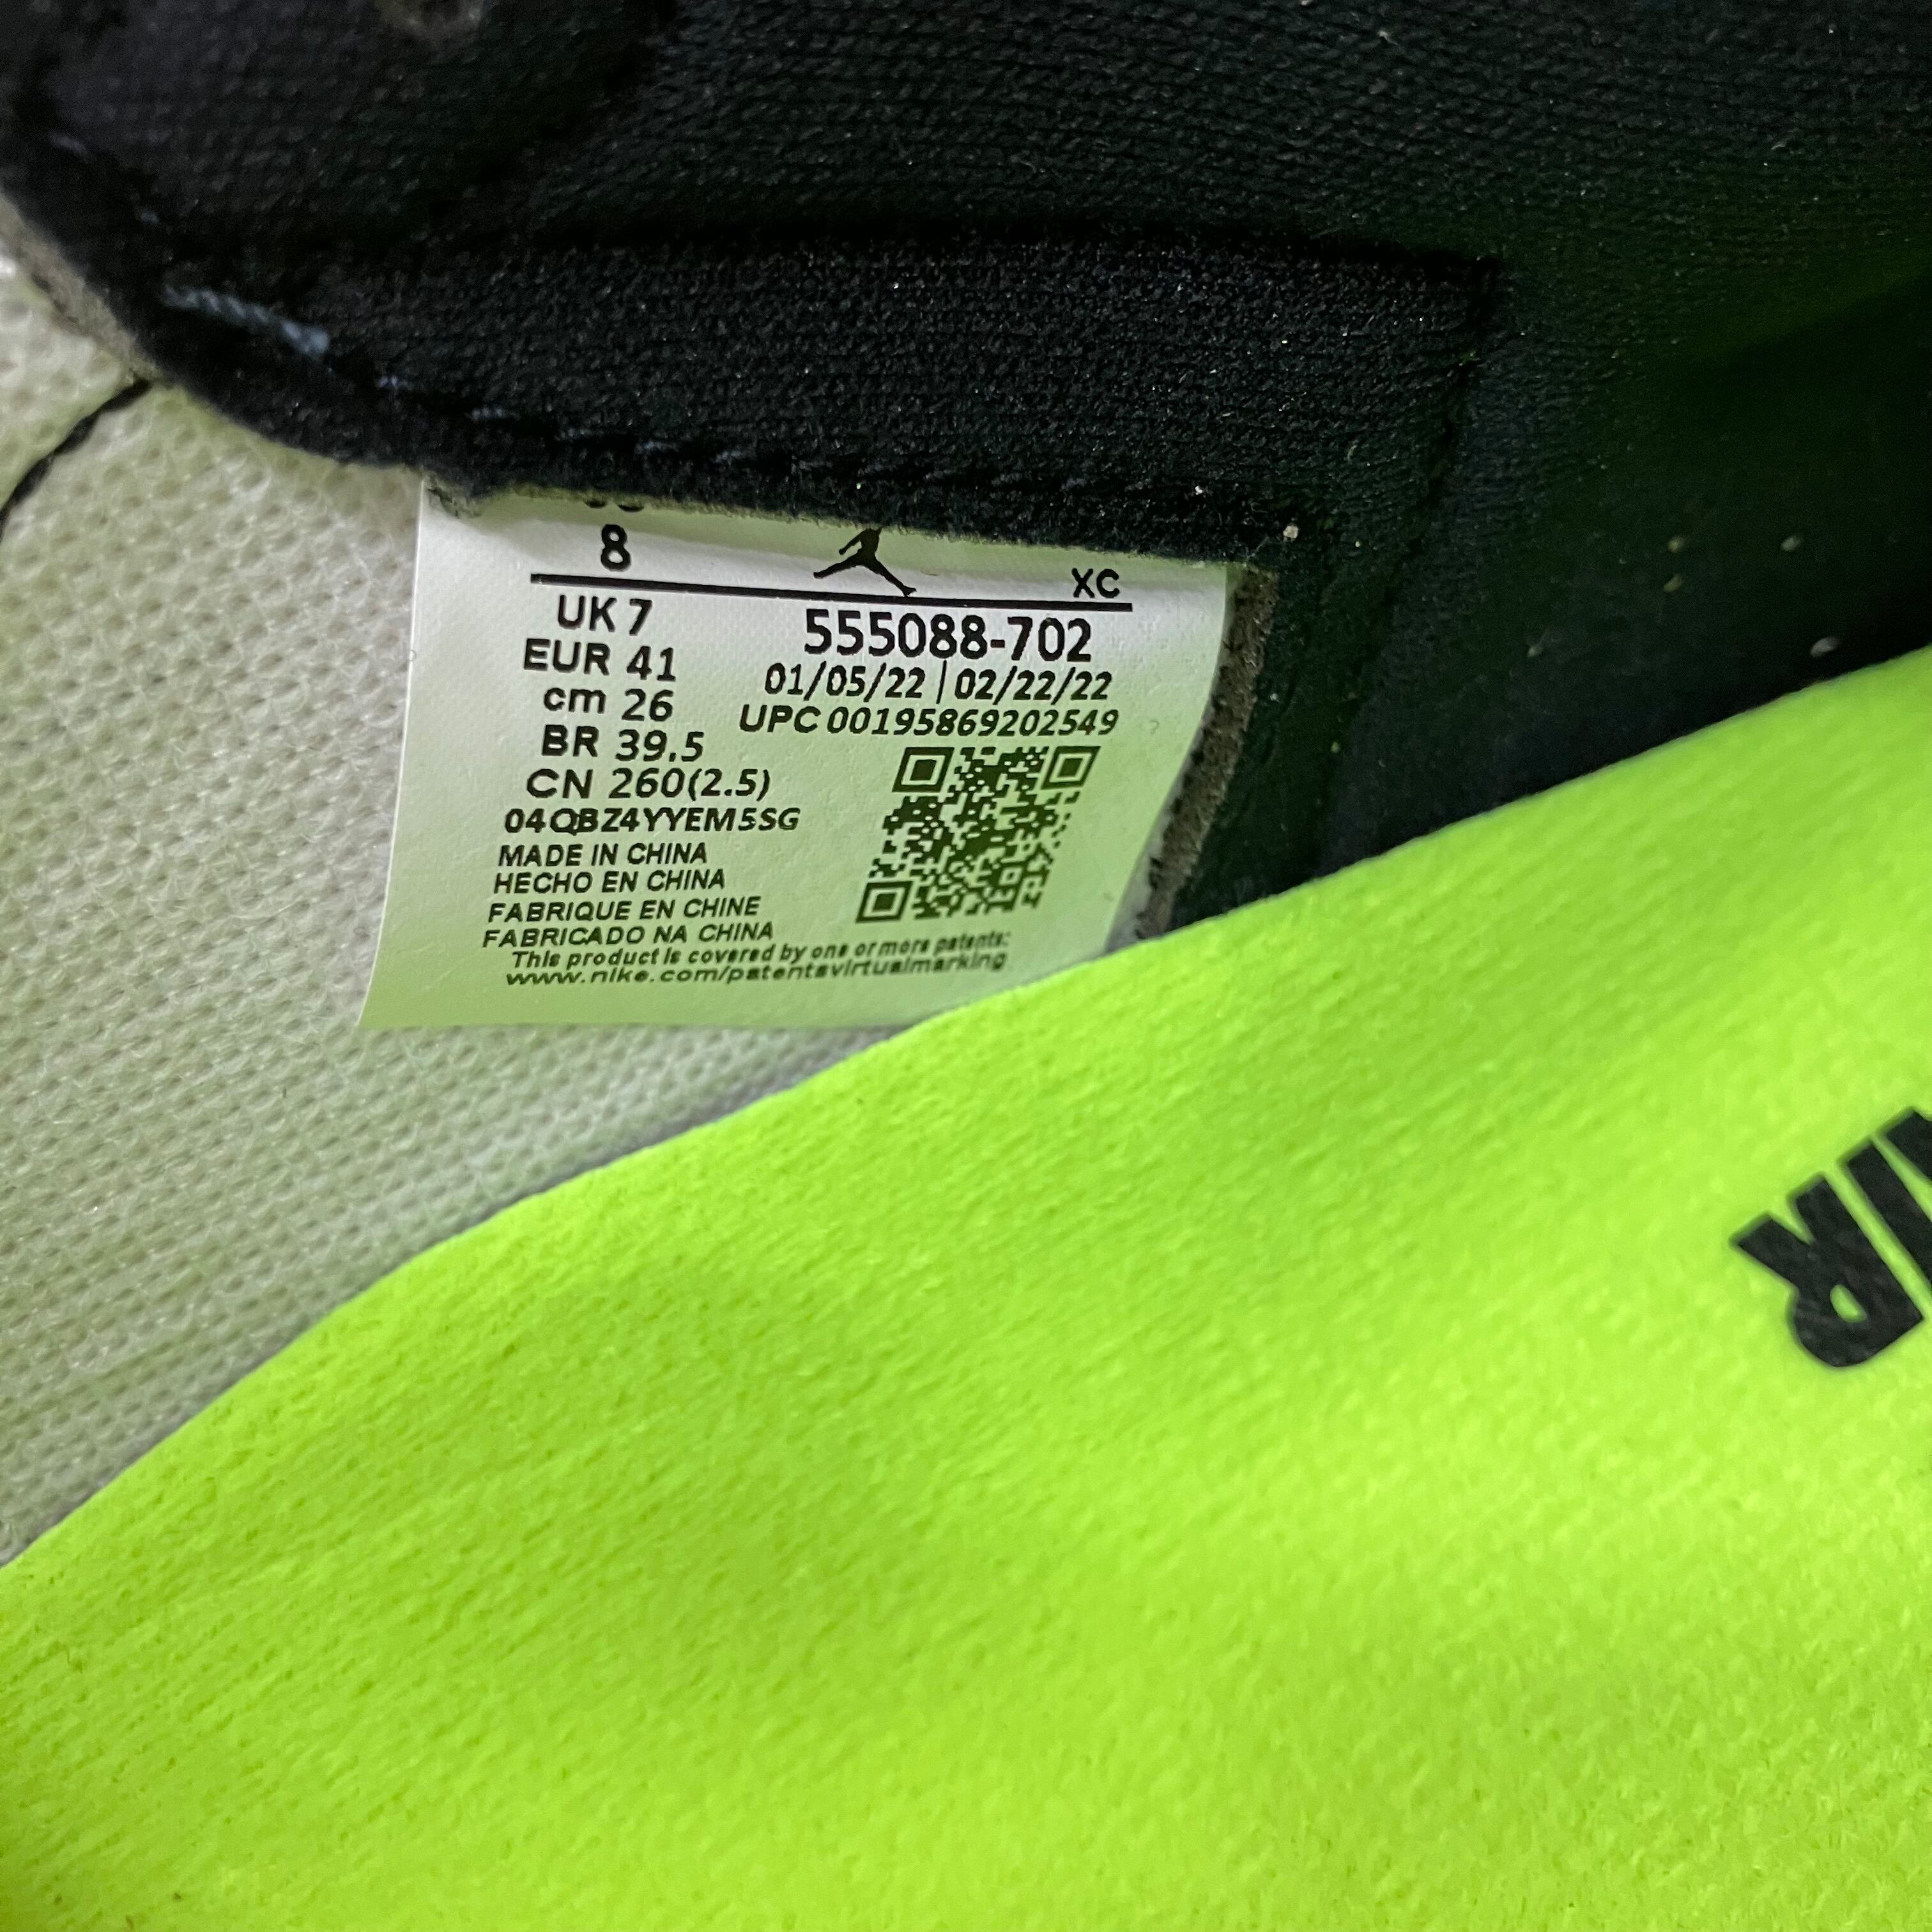 8
XC
UK 7
555088-702
EUR 41
01/05/22 | 02/22/22
cm 26
UPC 00195869202549
BR 39.5
CN 260(2.5)
04QBZ4YYEM5SG
MADE IN CHINA
HECHO EN CHINA
FABRIQUE EN CHINE
FABRICADO NA CHINA
This product is covered by one or more patents:
www.nike.com/patentsvirtualmarking
AIR